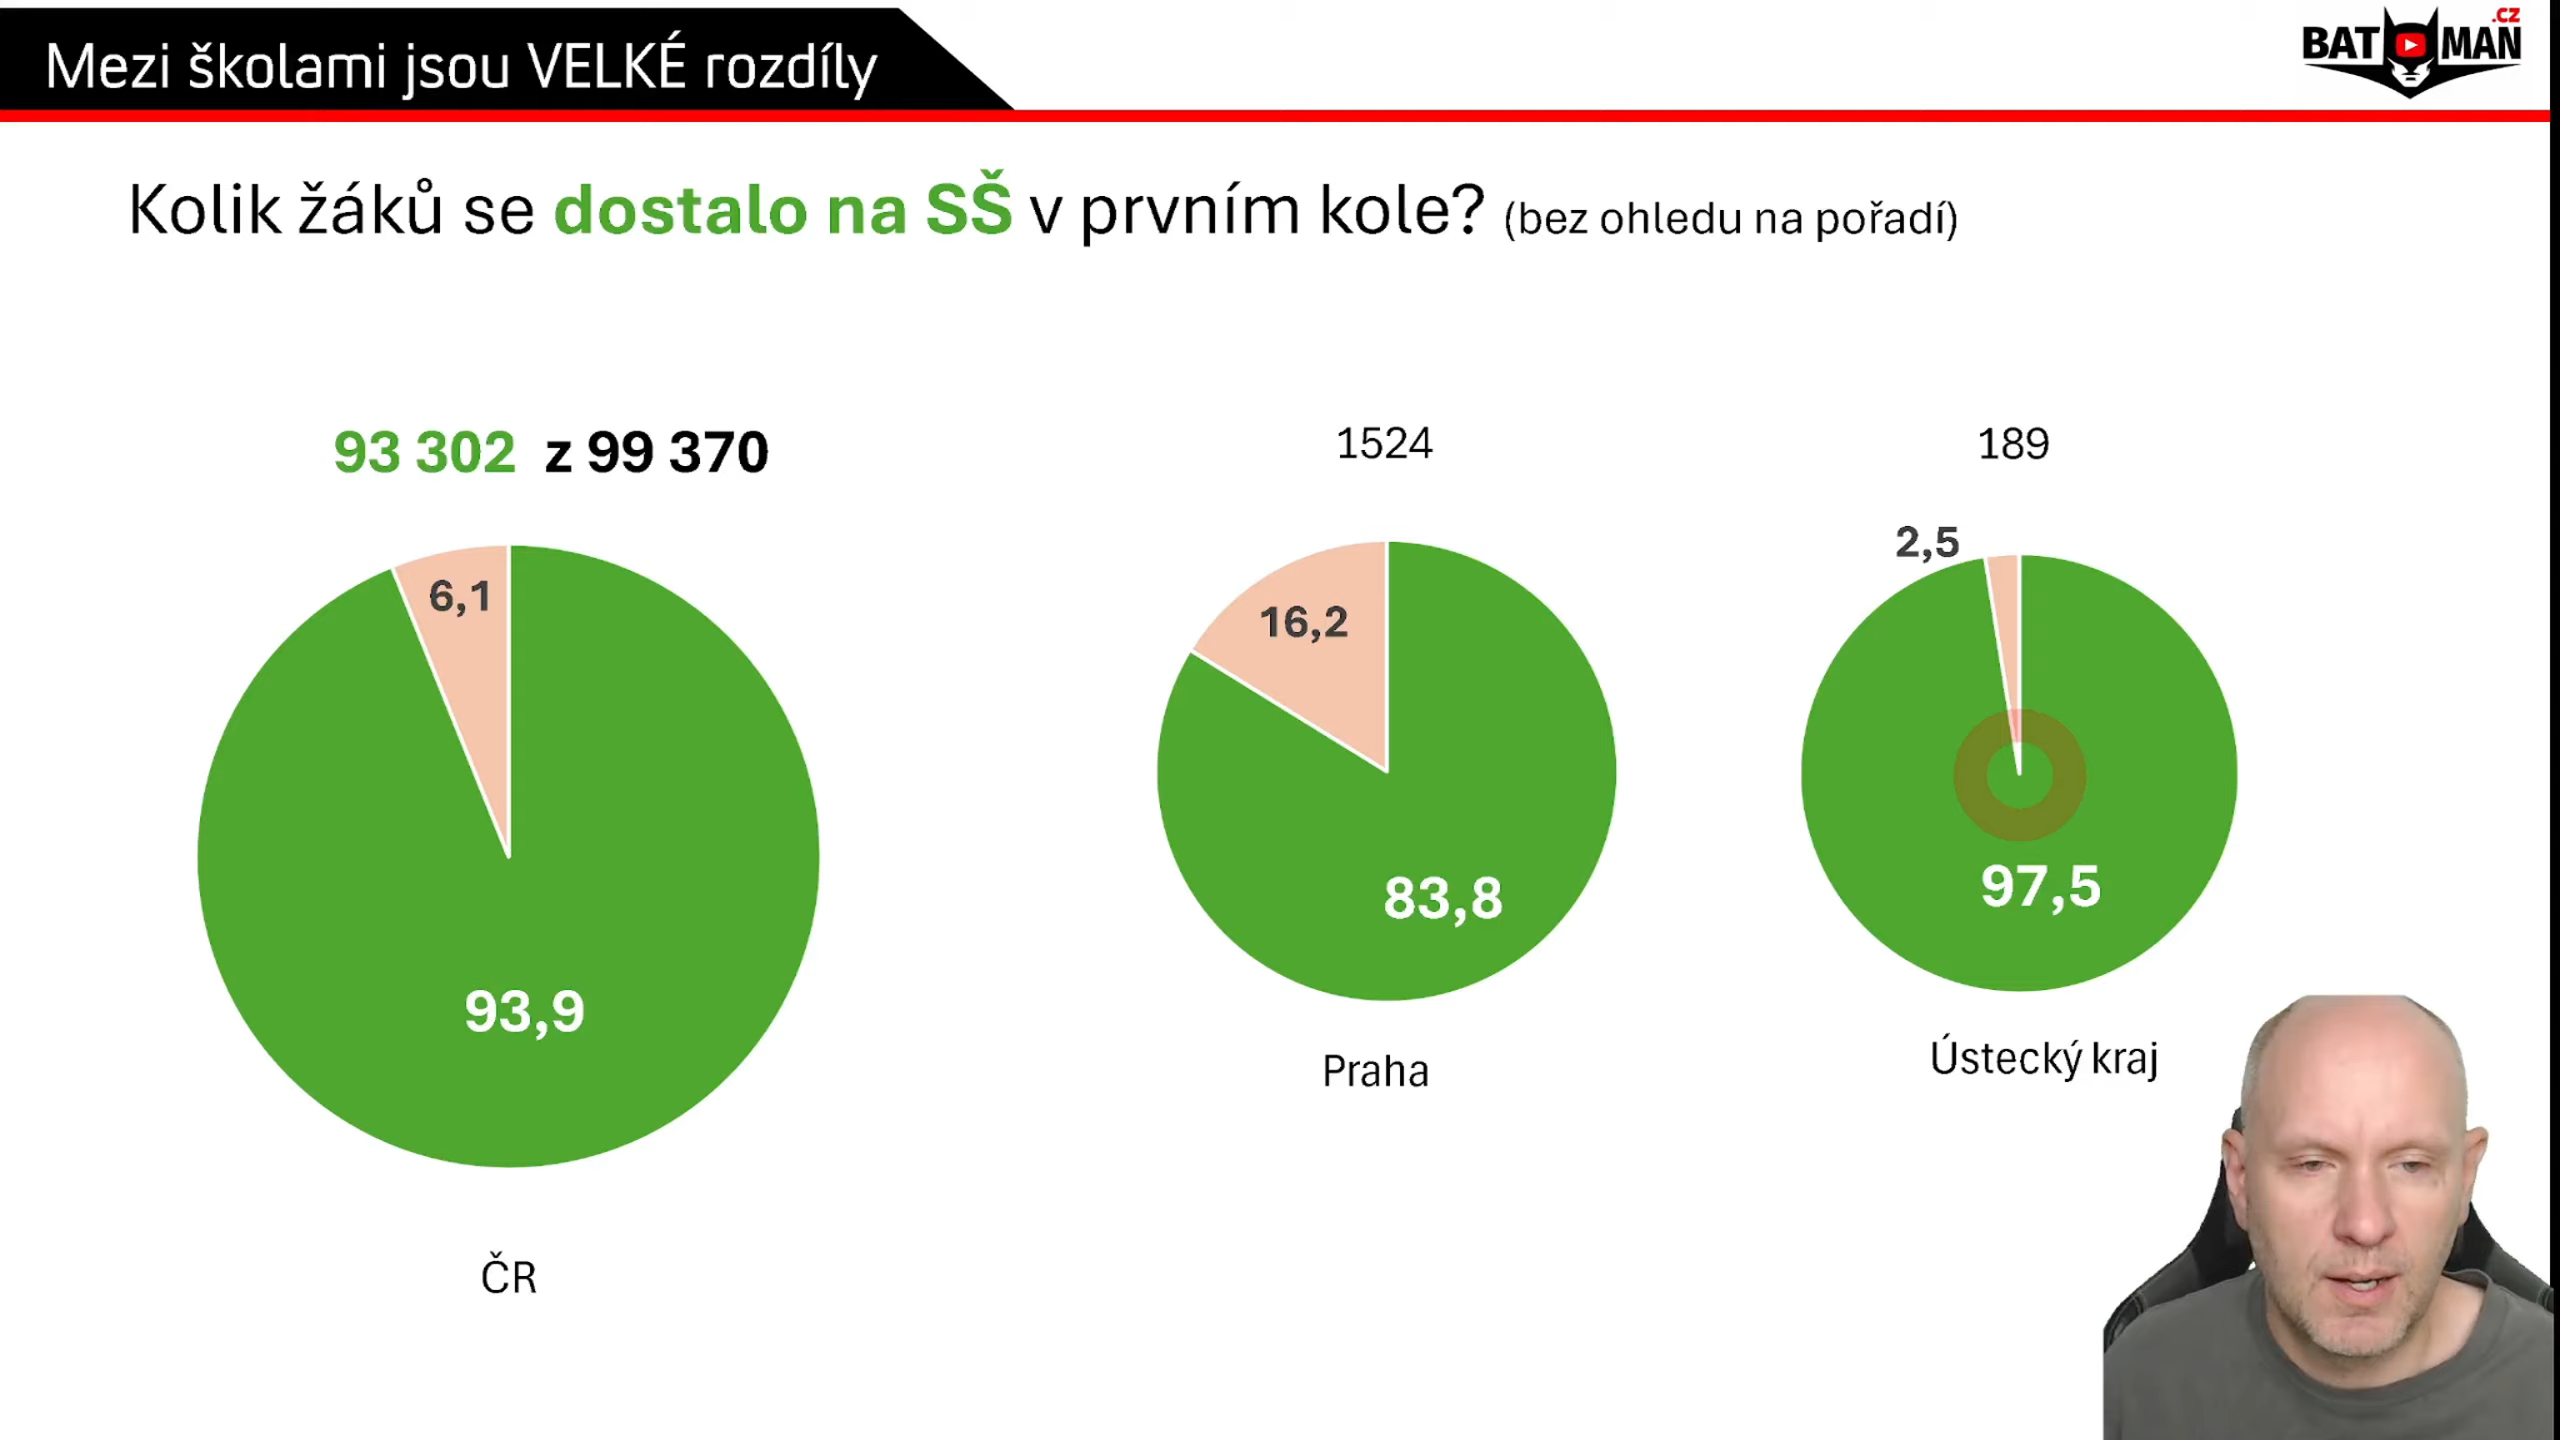 Mezi školami jsou VELKÉ rozdíly
BAT MAN .CZ
Kolik žáků se dostalo na SŠ v prvním kole? (bez ohledu na pořadí)
93 302 z 99 370
1524
189
6,1
16,2
2,5
93,9
83,8
97,5
ČR
Praha
Ústecký kraj